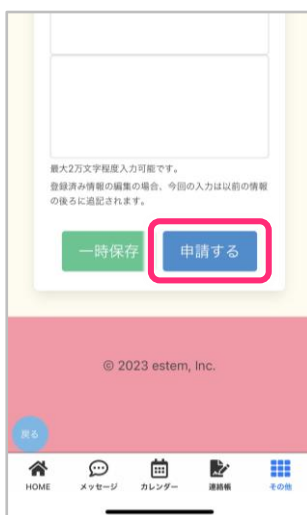 最大2万文字程度入力可能です。
登録済み情報の編集の場合、今回の入力は以前の情報
の後ろに追記されます。
一時保存
申請する
© 2023 estem, Inc.
戻る
HOME
メッセージ
カレンダー
連絡帳
その他